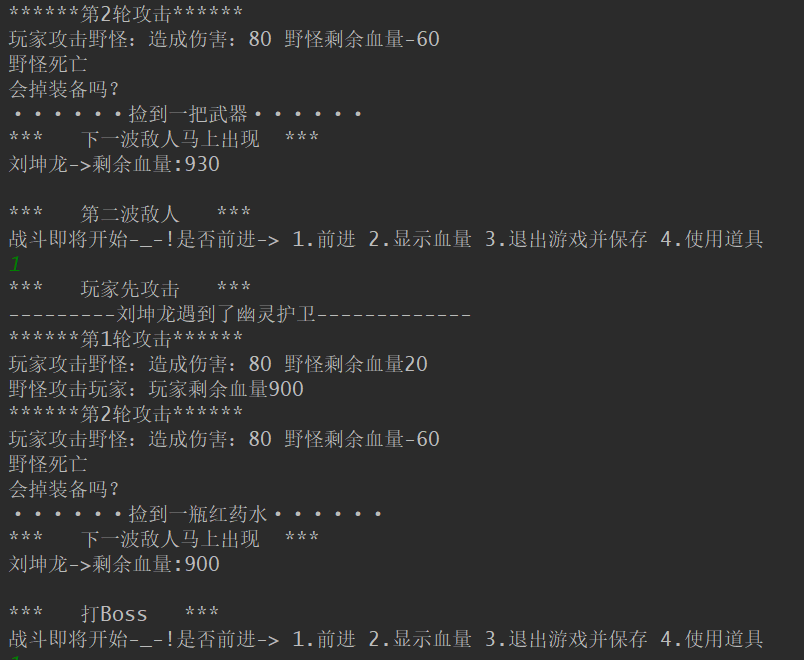 ******第2轮攻击******
玩家攻击野怪：造成伤害：80 野怪剩余血量-60
野怪死亡
会掉装备吗？
······捡到一把武器······
***   下一波敌人马上出现  ***
刘坤龙->剩余血量:930
***   第二波敌人   ***
战斗即将开始-_-!是否前进-> 1.前进 2.显示血量 3.退出游戏并保存 4.使用道具
1
***   玩家先攻击   ***
---------刘坤龙遇到了幽灵护卫-------------
******第1轮攻击******
玩家攻击野怪：造成伤害：80 野怪剩余血量20
野怪攻击玩家：玩家剩余血量900
******第2轮攻击******
玩家攻击野怪：造成伤害：80 野怪剩余血量-60
野怪死亡
会掉装备吗？
······捡到一瓶红药水······
***   下一波敌人马上出现  ***
刘坤龙->剩余血量:900
***   打Boss   ***
战斗即将开始-_-!是否前进-> 1.前进 2.显示血量 3.退出游戏并保存 4.使用道具